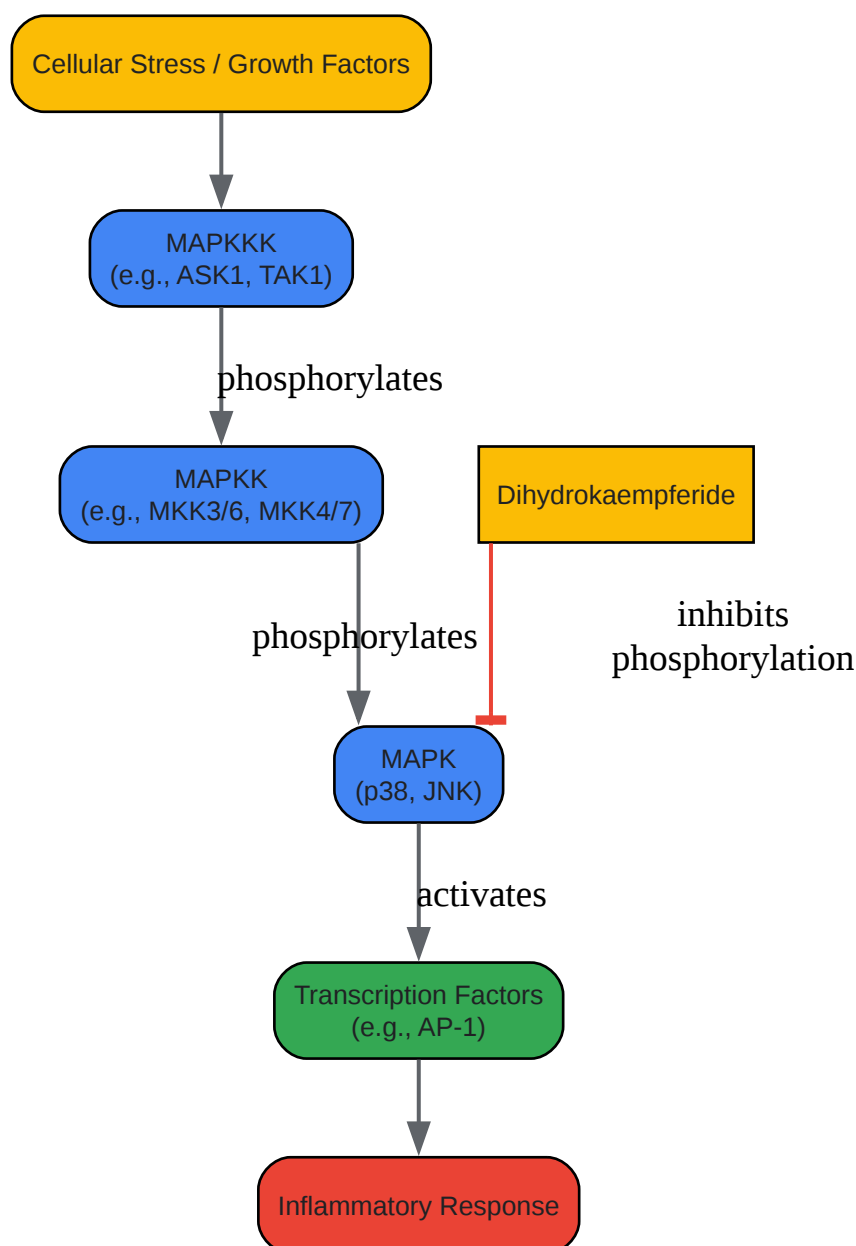 Cellular Stress / Growth Factors
MAPKKK
(e.g., ASK1, TAK1)
phosphorylates
MAPKK
(e.g., MKK3/6, MKK4/7)
Dihydrokaempferide
phosphorylates
inhibits
phosphorylation
MAPK
(p38, JNK)
activates
Transcription Factors
(e.g., AP-1)
Inflammatory Response